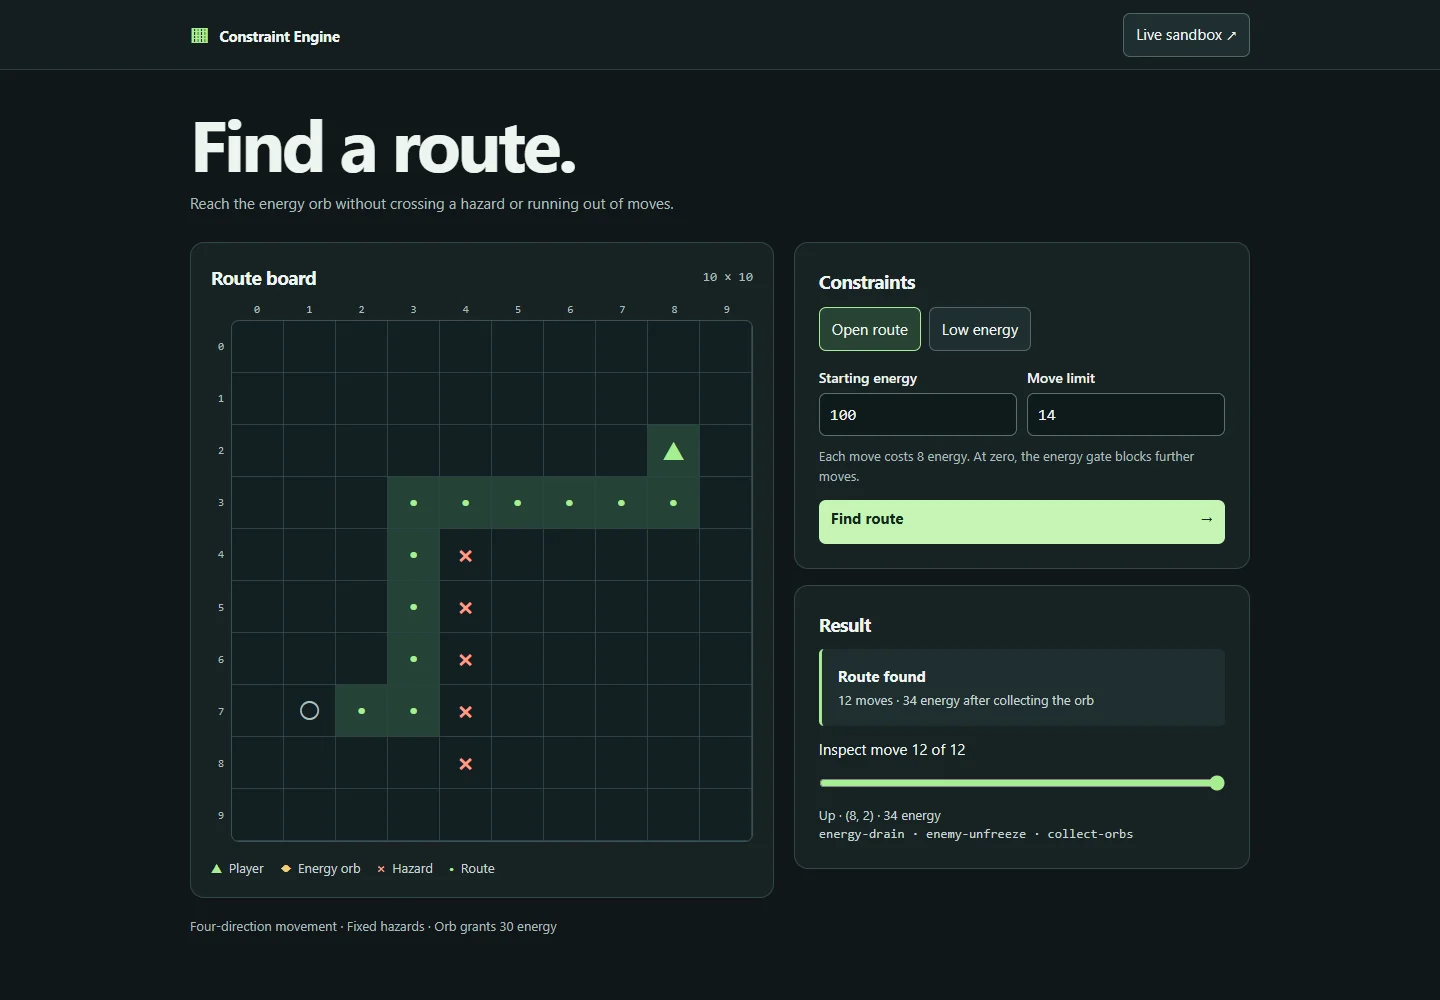 Constraint Engine
Live sandbox ↗
Find a route.
Reach the energy orb without crossing a hazard or running out of moves.
Route board
10 x 10
0 1 2 3 4 5 6 7 8 9
0
1
2
3
4
5
6
7
8
9
▲ Player ◆ Energy orb × Hazard • Route
Four-direction movement · Fixed hazards · Orb grants 30 energy
Constraints
Open route
Low energy
Starting energy
Move limit
100
14
Each move costs 8 energy. At zero, the energy gate blocks further
moves.
Find route →
Result
Route found
12 moves · 34 energy after collecting the orb
Inspect move 12 of 12
Up · (8, 2) · 34 energy
energy-drain · enemy-unfreeze · collect-orbs